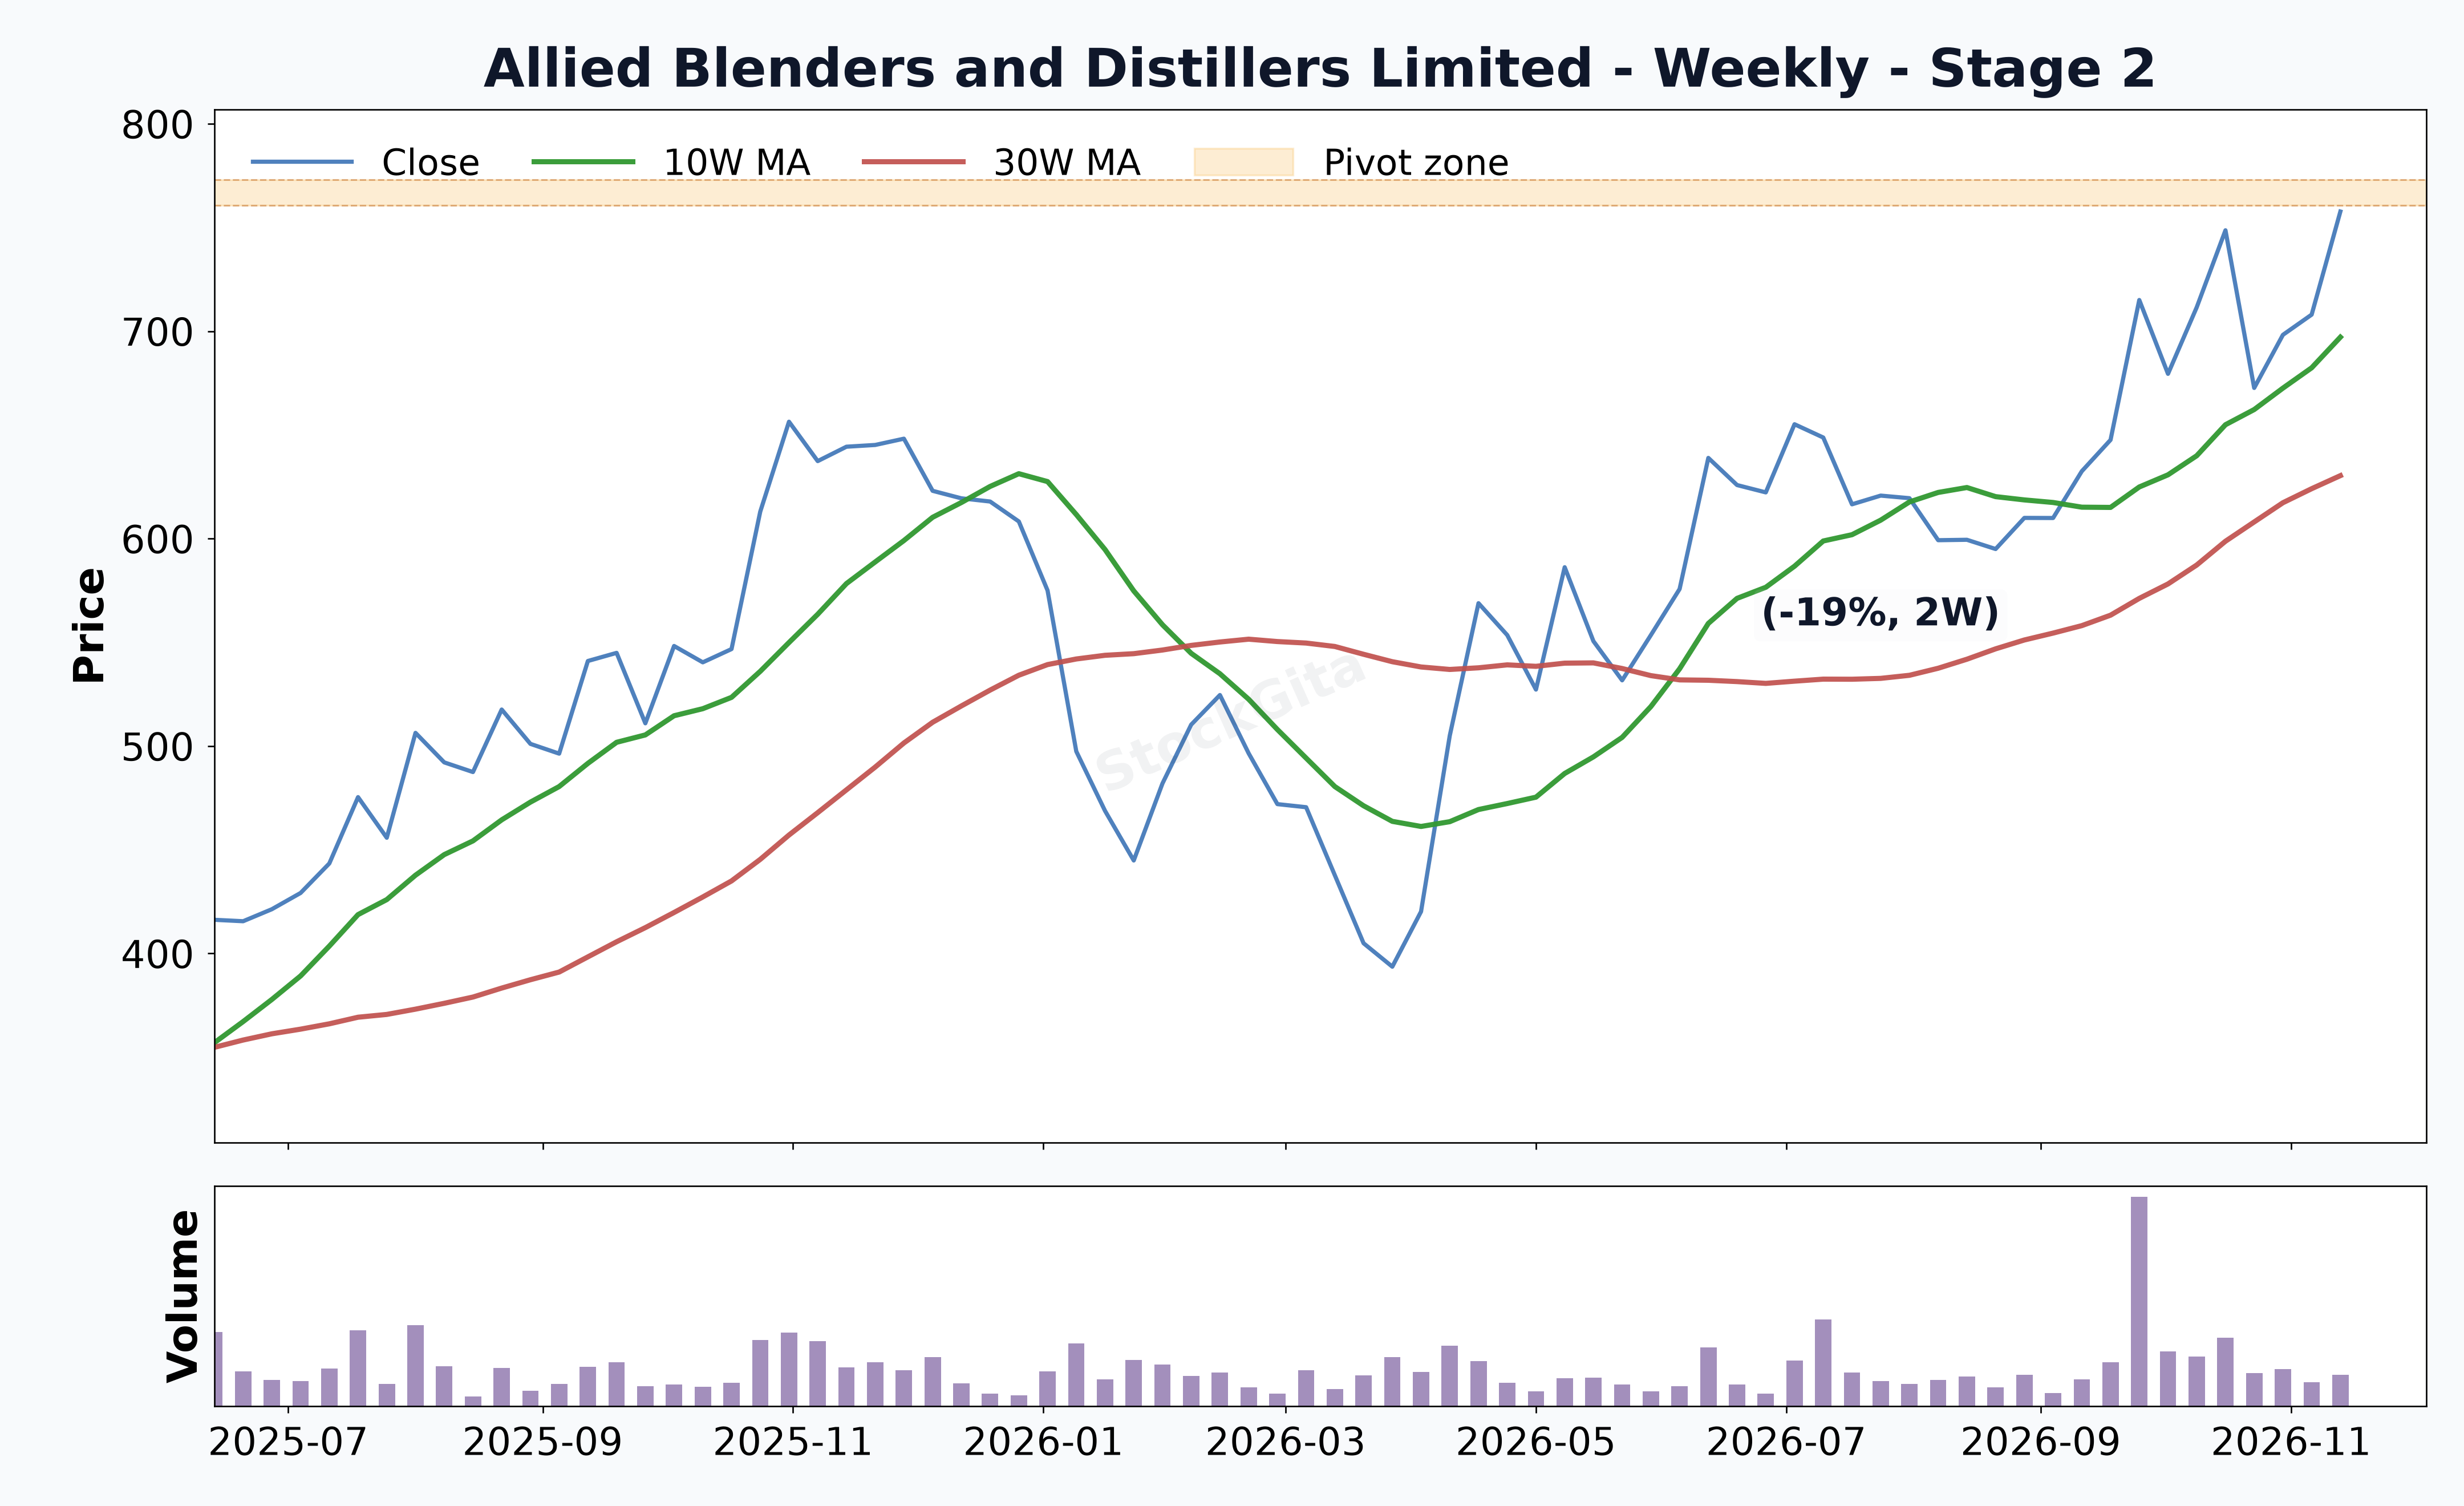 Allied Blenders and Distillers Limited - Weekly - Stage 2
Close 10W MA 30W MA Pivot zone
800
700
600
500
400
Price
(-19%, 2W)
StockGita
Volume
2025-07 2025-09 2025-11 2026-01 2026-03 2026-05 2026-07 2026-09 2026-11